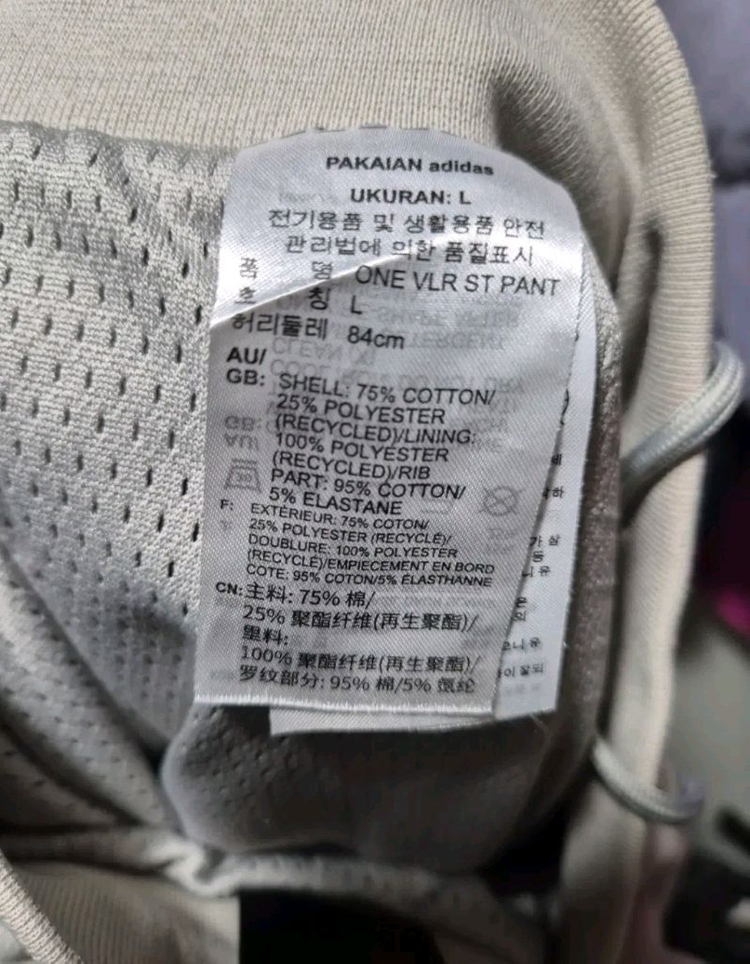 PAKAIAN adidas
UKURAN: L
전기용품 및 생활용품 안전
관리법에 의한 품질표시
품 명 ONE VLR ST PANT
호 칭 L
허리둘레 84cm
AU/
GB: SHELL: 75% COTTON/
25% POLYESTER
(RECYCLED)/LINING:
100% POLYESTER
(RECYCLED)/RIB
PART: 95% COTTON/
5% ELASTANE
F: EXTÉRIEUR: 75% COTON/
25% POLYESTER (RECYCLÉ)/
DOUBLURE: 100% POLYESTER
(RECYCLÉ)/EMPIECEMENT EN BORD
COTE: 95% COTON/5% ÉLASTHANNE
CN: 主料: 75% 棉/
25% 聚酯纤维(再生聚酯)/
里料:
100% 聚酯纤维(再生聚酯)/
罗纹部分: 95% 棉/5% 氨纶